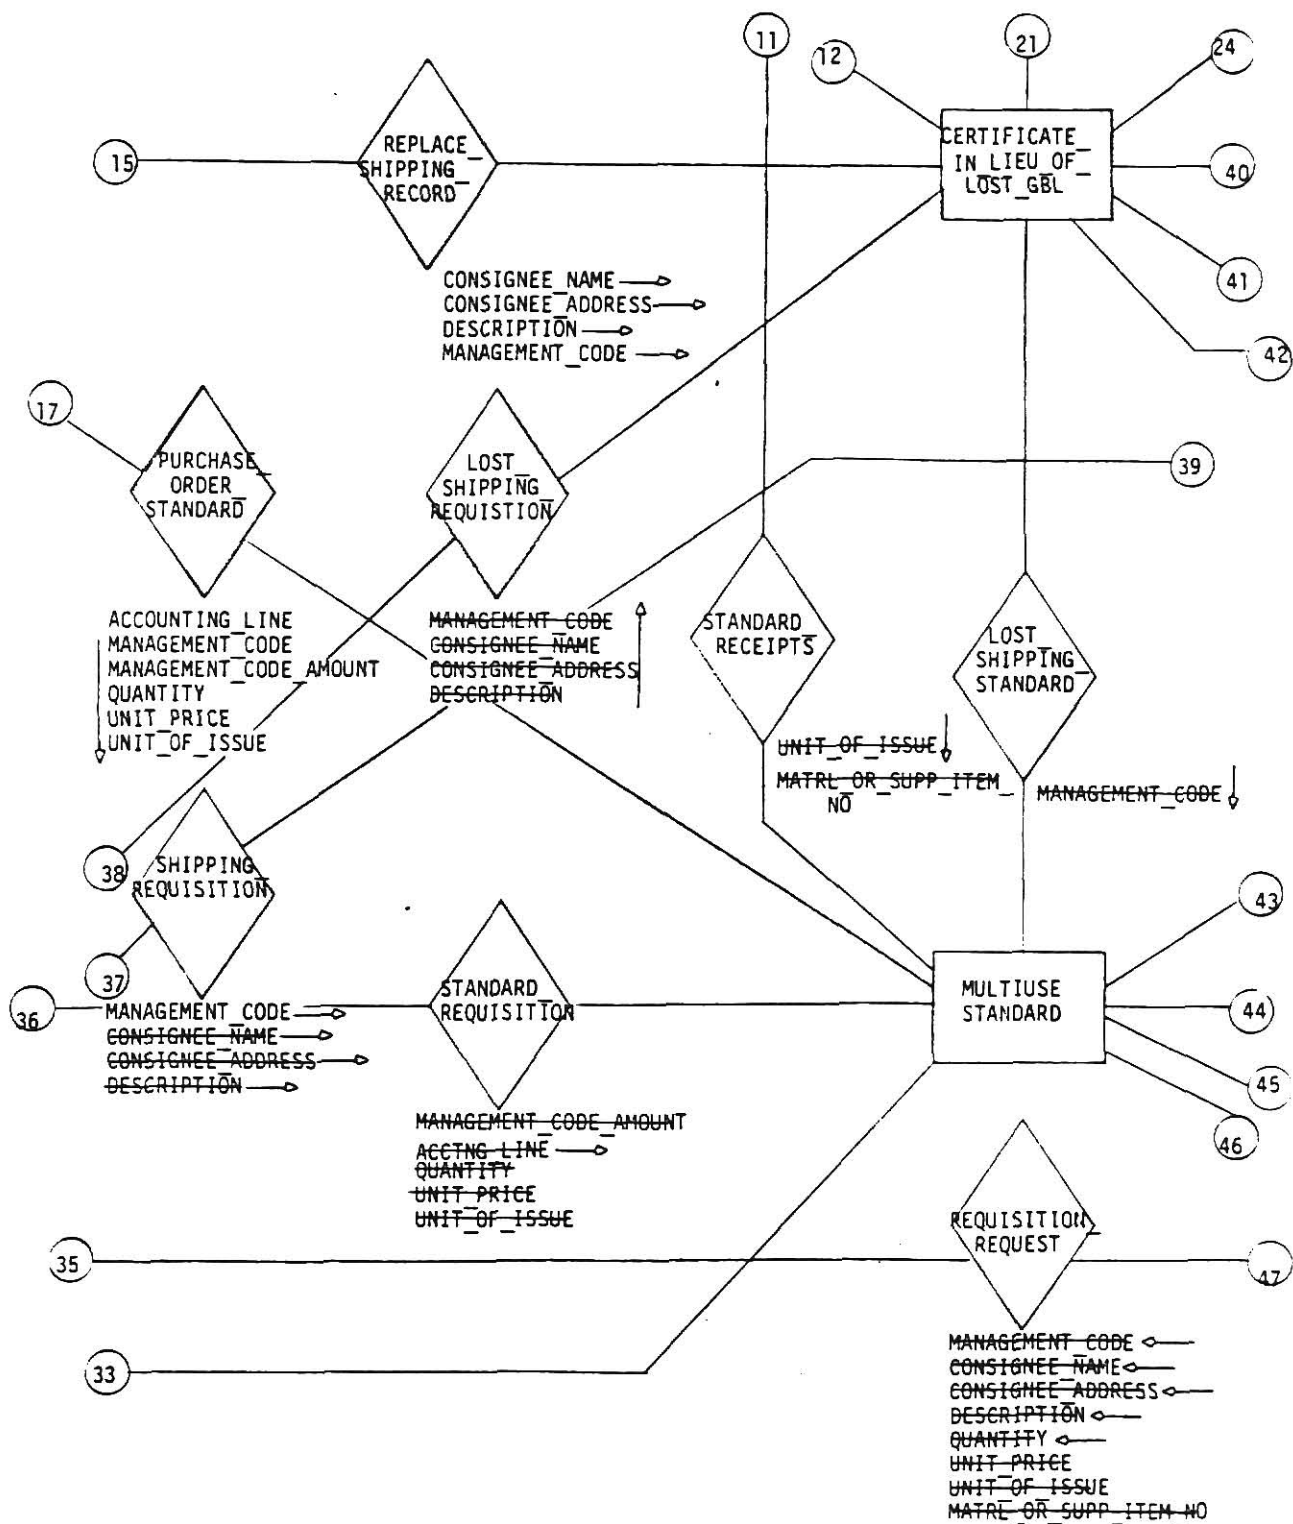 11
21
24
12
REPLACE_
SHIPPING_
RECORD
15
CERTIFICATE_
IN_LIEU_OF_
LOST_GBL
40
41
42
CONSIGNEE_NAME
CONSIGNEE_ADDRESS
DESCRIPTION
MANAGEMENT_CODE
17
PURCHASE_
ORDER_
STANDARD
LOST_
SHIPPING_
REQUISTION
39
ACCOUNTING_LINE
MANAGEMENT_CODE
MANAGEMENT_CODE_AMOUNT
QUANTITY
UNIT_PRICE
UNIT_OF_ISSUE
MANAGEMENT_CODE
CONSIGNEE_NAME
CONSIGNEE_ADDRESS
DESCRIPTION
STANDARD_
RECEIPTS
LOST_
SHIPPING_
STANDARD
UNIT_OF_ISSUE
MATRL_OR_SUPP_ITEM_
NO
MANAGEMENT_CODE
38
SHIPPING_
REQUISITION
37
36
MANAGEMENT_CODE
CONSIGNEE_NAME
CONSIGNEE_ADDRESS
DESCRIPTION
STANDARD_
REQUISITION
MULTIUSE
STANDARD
43
44
45
46
MANAGEMENT_CODE_AMOUNT
ACCTNG_LINE
QUANTITY
UNIT_PRICE
UNIT_OF_ISSUE
REQUISITION_
REQUEST
35
47
33
MANAGEMENT_CODE
CONSIGNEE_NAME
CONSIGNEE_ADDRESS
DESCRIPTION
QUANTITY
UNIT_PRICE
UNIT_OF_ISSUE
MATRL_OR_SUPP_ITEM_NO